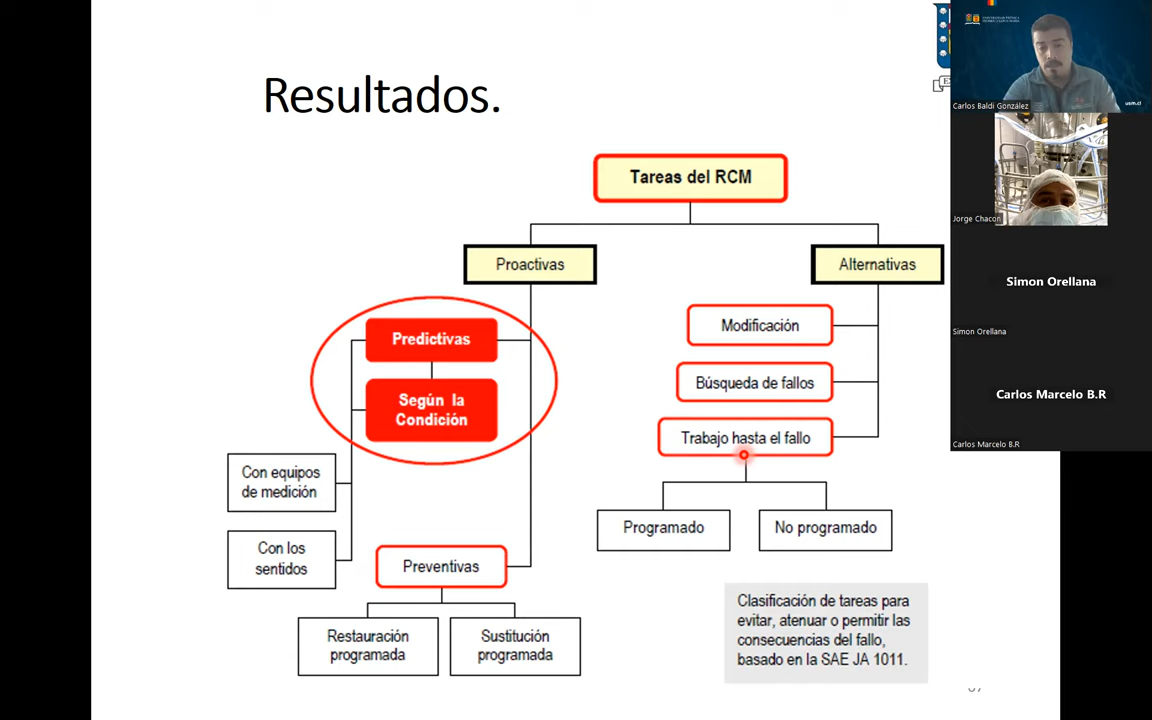 Resultados.
Tareas del RCM
Proactivas
Alternativas
Predictivas
Según la
Condición
Con equipos
de medición
Con los
sentidos
Preventivas
Restauración
programada
Sustitución
programada
Modificación
Búsqueda de fallos
Trabajo hasta el fallo
Programado
No programado
Clasificación de tareas para
evitar, atenuar o permitir las
consecuencias del fallo,
basado en la SAE JA 1011.
usm.cl
Carlos Baldi González
Jorge Chacon
Simon Orellana
Simon Orellana
Carlos Marcelo B.R
Carlos Marcelo B.R